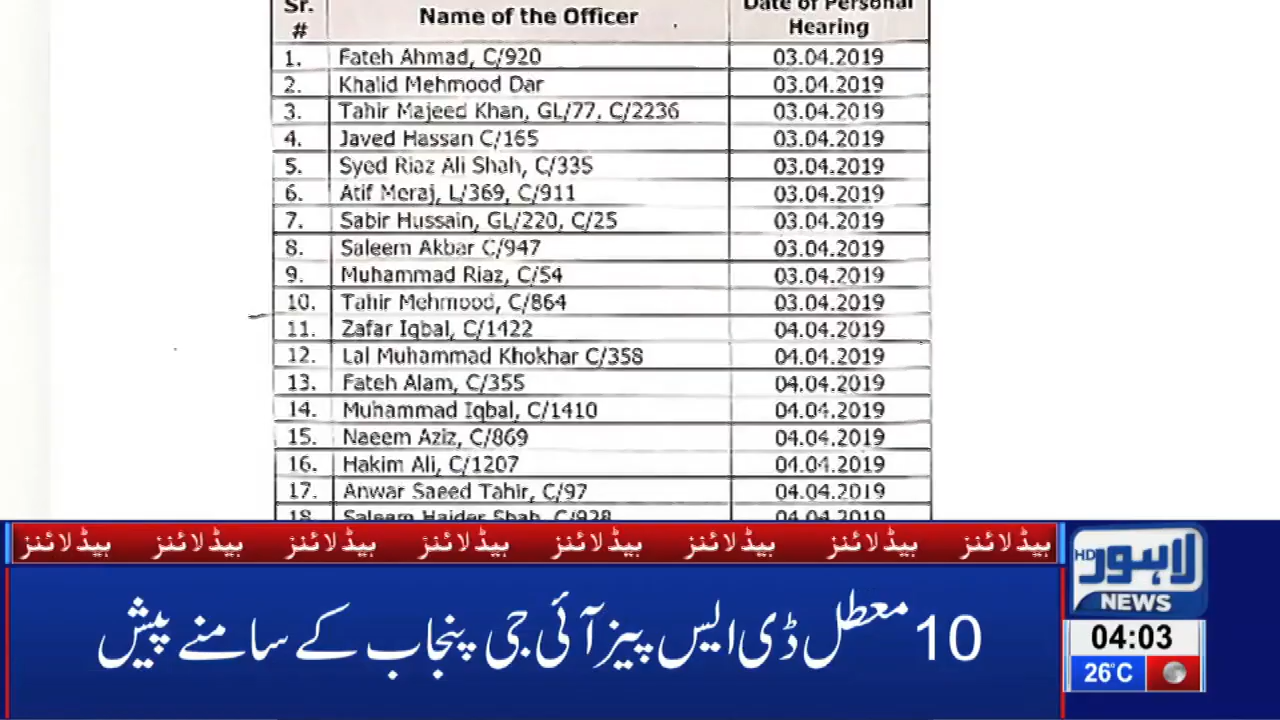 Sr. # Name of the Officer Date of Personal Hearing
1. Fateh Ahmad, C/920 03.04.2019
2. Khalid Mehmood Dar 03.04.2019
3. Tahir Majeed Khan, GL/77, C/2236 03.04.2019
4. Javed Hassan C/165 03.04.2019
5. Syed Riaz Ali Shah, C/335 03.04.2019
6. Atif Meraj, L/369, C/911 03.04.2019
7. Sabir Hussain, GL/220, C/25 03.04.2019
8. Saleem Akbar C/947 03.04.2019
9. Muhammad Riaz, C/54 03.04.2019
10. Tahir Mehmood, C/864 03.04.2019
11. Zafar Iqbal, C/1422 04.04.2019
12. Lal Muhammad Khokhar C/358 04.04.2019
13. Fateh Alam, C/355 04.04.2019
14. Muhammad Iqbal, C/1410 04.04.2019
15. Naeem Aziz, C/869 04.04.2019
16. Hakim Ali, C/1207 04.04.2019
17. Anwar Saeed Tahir, C/97 04.04.2019
18. Saleem Haider Shah, C/928 04.04.2019
ہیڈلائنز ہیڈلائنز ہیڈلائنز ہیڈلائنز ہیڈلائنز ہیڈلائنز ہیڈلائنز ہیڈلائنز
10 معطل ڈی ایس پیز آئی جی پنجاب کے سامنے پیش
لاہور HD
NEWS
04:03
26°C